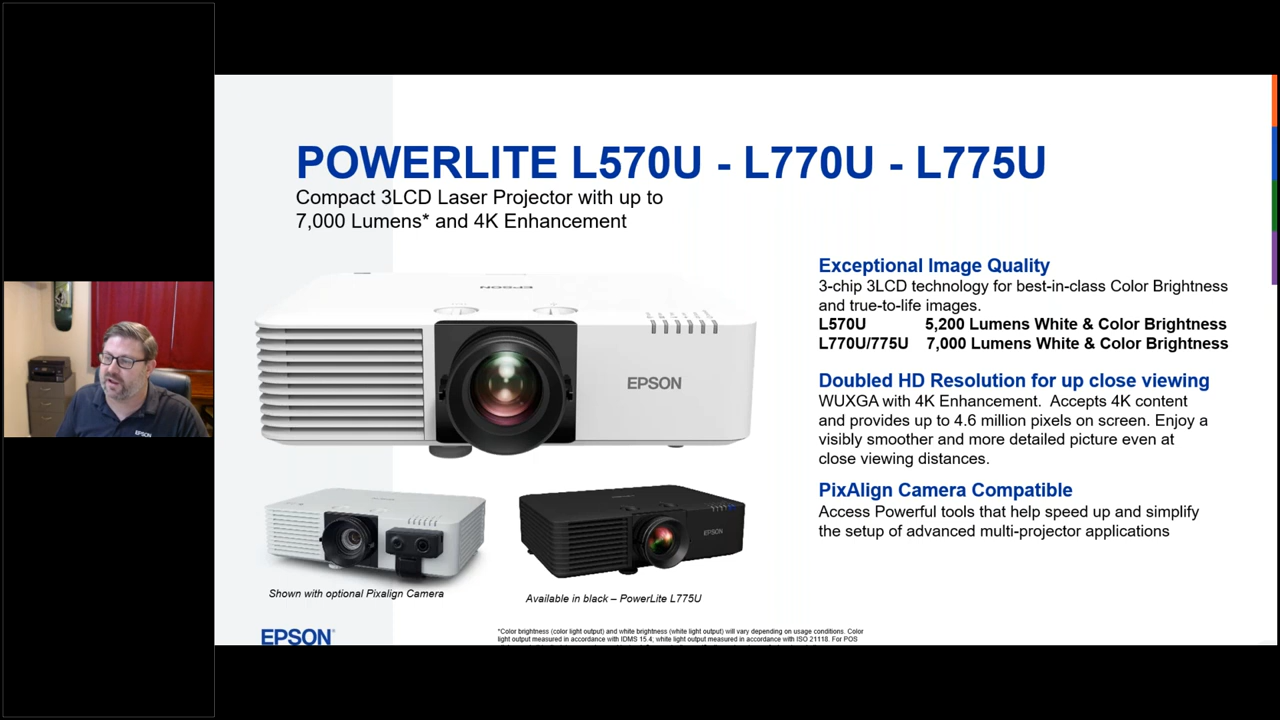 POWERLITE L570U - L770U - L775U
Compact 3LCD Laser Projector with up to
7,000 Lumens* and 4K Enhancement
EPSON
EPSON
Exceptional Image Quality
3-chip 3LCD technology for best-in-class Color Brightness
and true-to-life images.
L570U 5,200 Lumens White & Color Brightness
L770U/775U 7,000 Lumens White & Color Brightness
Doubled HD Resolution for up close viewing
WUXGA with 4K Enhancement. Accepts 4K content
and provides up to 4.6 million pixels on screen. Enjoy a
visibly smoother and more detailed picture even at
close viewing distances.
PixAlign Camera Compatible
Access Powerful tools that help speed up and simplify
the setup of advanced multi-projector applications
EPSON
EPSON
Shown with optional Pixalign Camera
Available in black – PowerLite L775U
EPSON®
*Color brightness (color light output) and white brightness (white light output) will vary depending on usage conditions. Color
light output measured in accordance with IDMS 15.4; white light output measured in accordance with ISO 21118. For POS